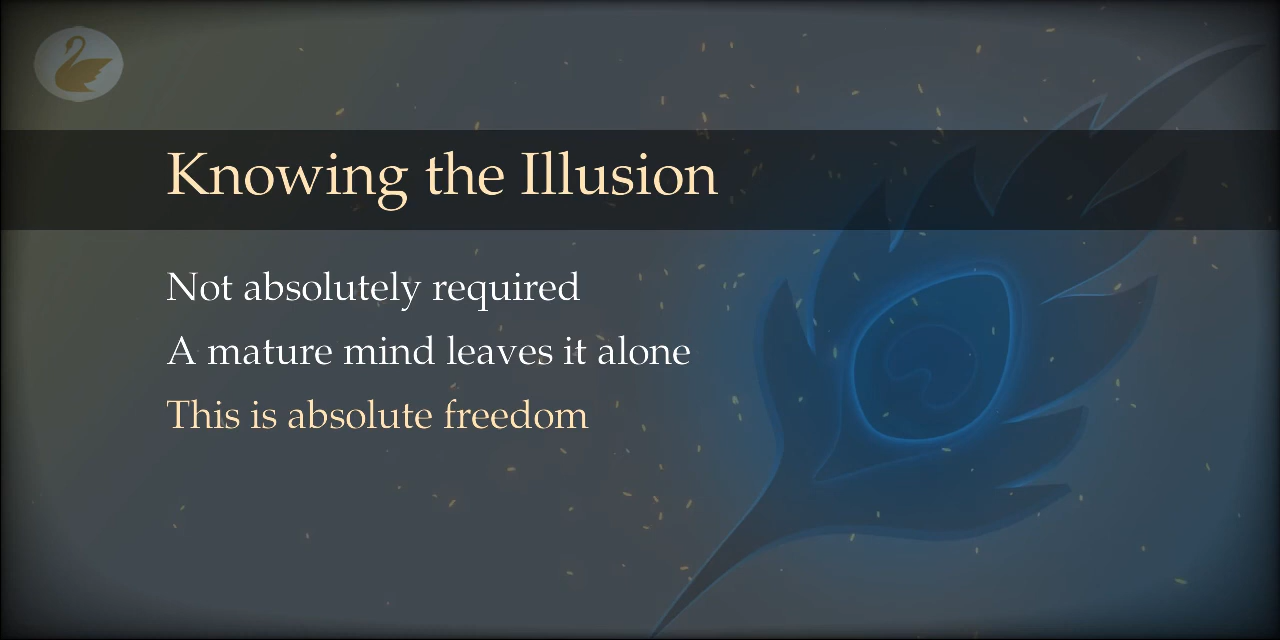 Knowing the Illusion
Not absolutely required
A mature mind leaves it alone
This is absolute freedom